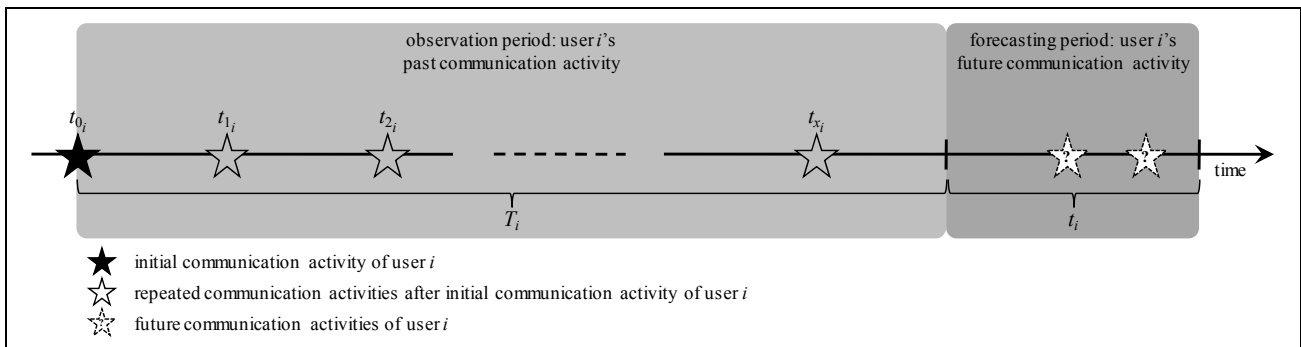 observation period: user i's
past communication activity
forecasting period: user i's
future communication activity
t0i
t1i
t2i
txi
? ?
time
Ti
ti
initial communication activity of user i
repeated communication activities after initial communication activity of user i
? future communication activities of user i